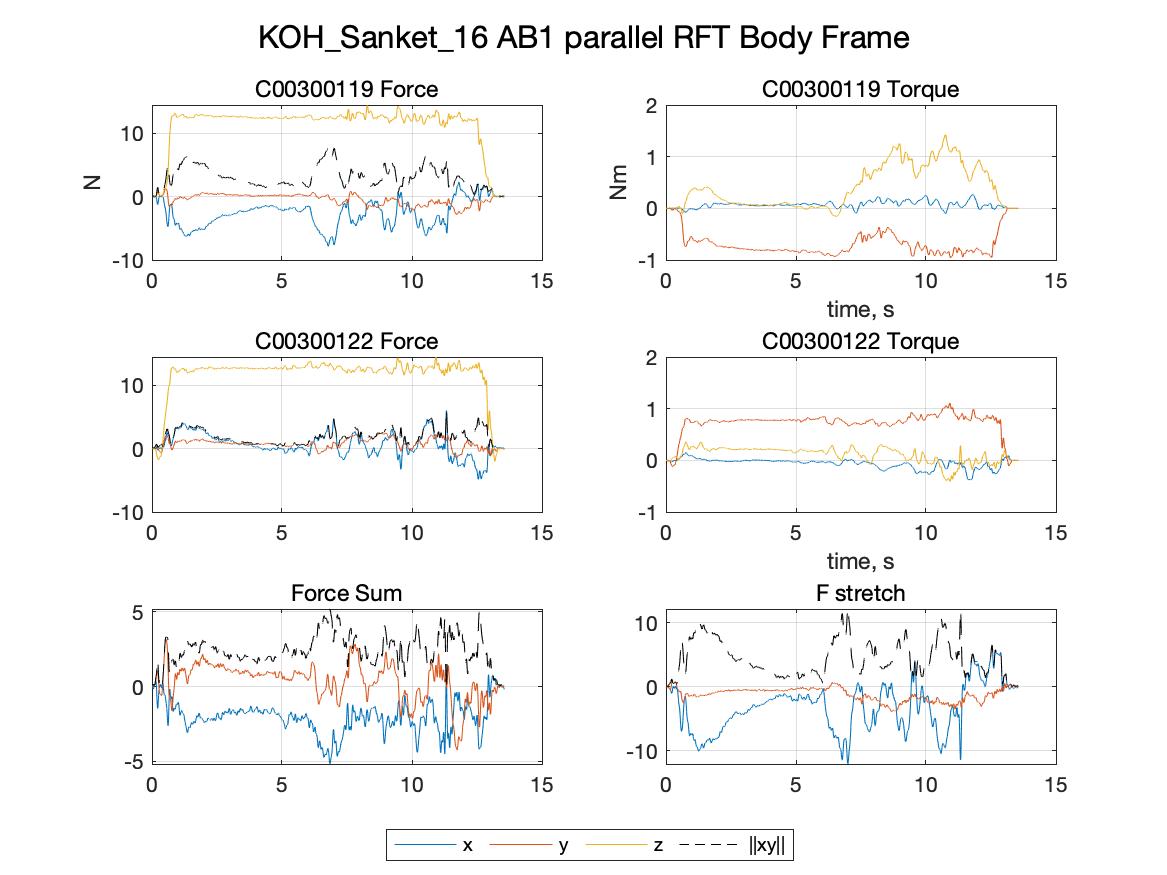 KOH_Sanket_16 AB1 parallel RFT Body Frame
C00300119 Force
N
10
0
-10
0 5 10 15
C00300119 Torque
Nm
2
1
0
-1
0 5 10 15
time, s
C00300122 Force
10
0
-10
0 5 10 15
C00300122 Torque
2
1
0
-1
0 5 10 15
time, s
Force Sum
5
0
-5
0 5 10 15
F stretch
10
0
-10
0 5 10 15
x y z ||xy||